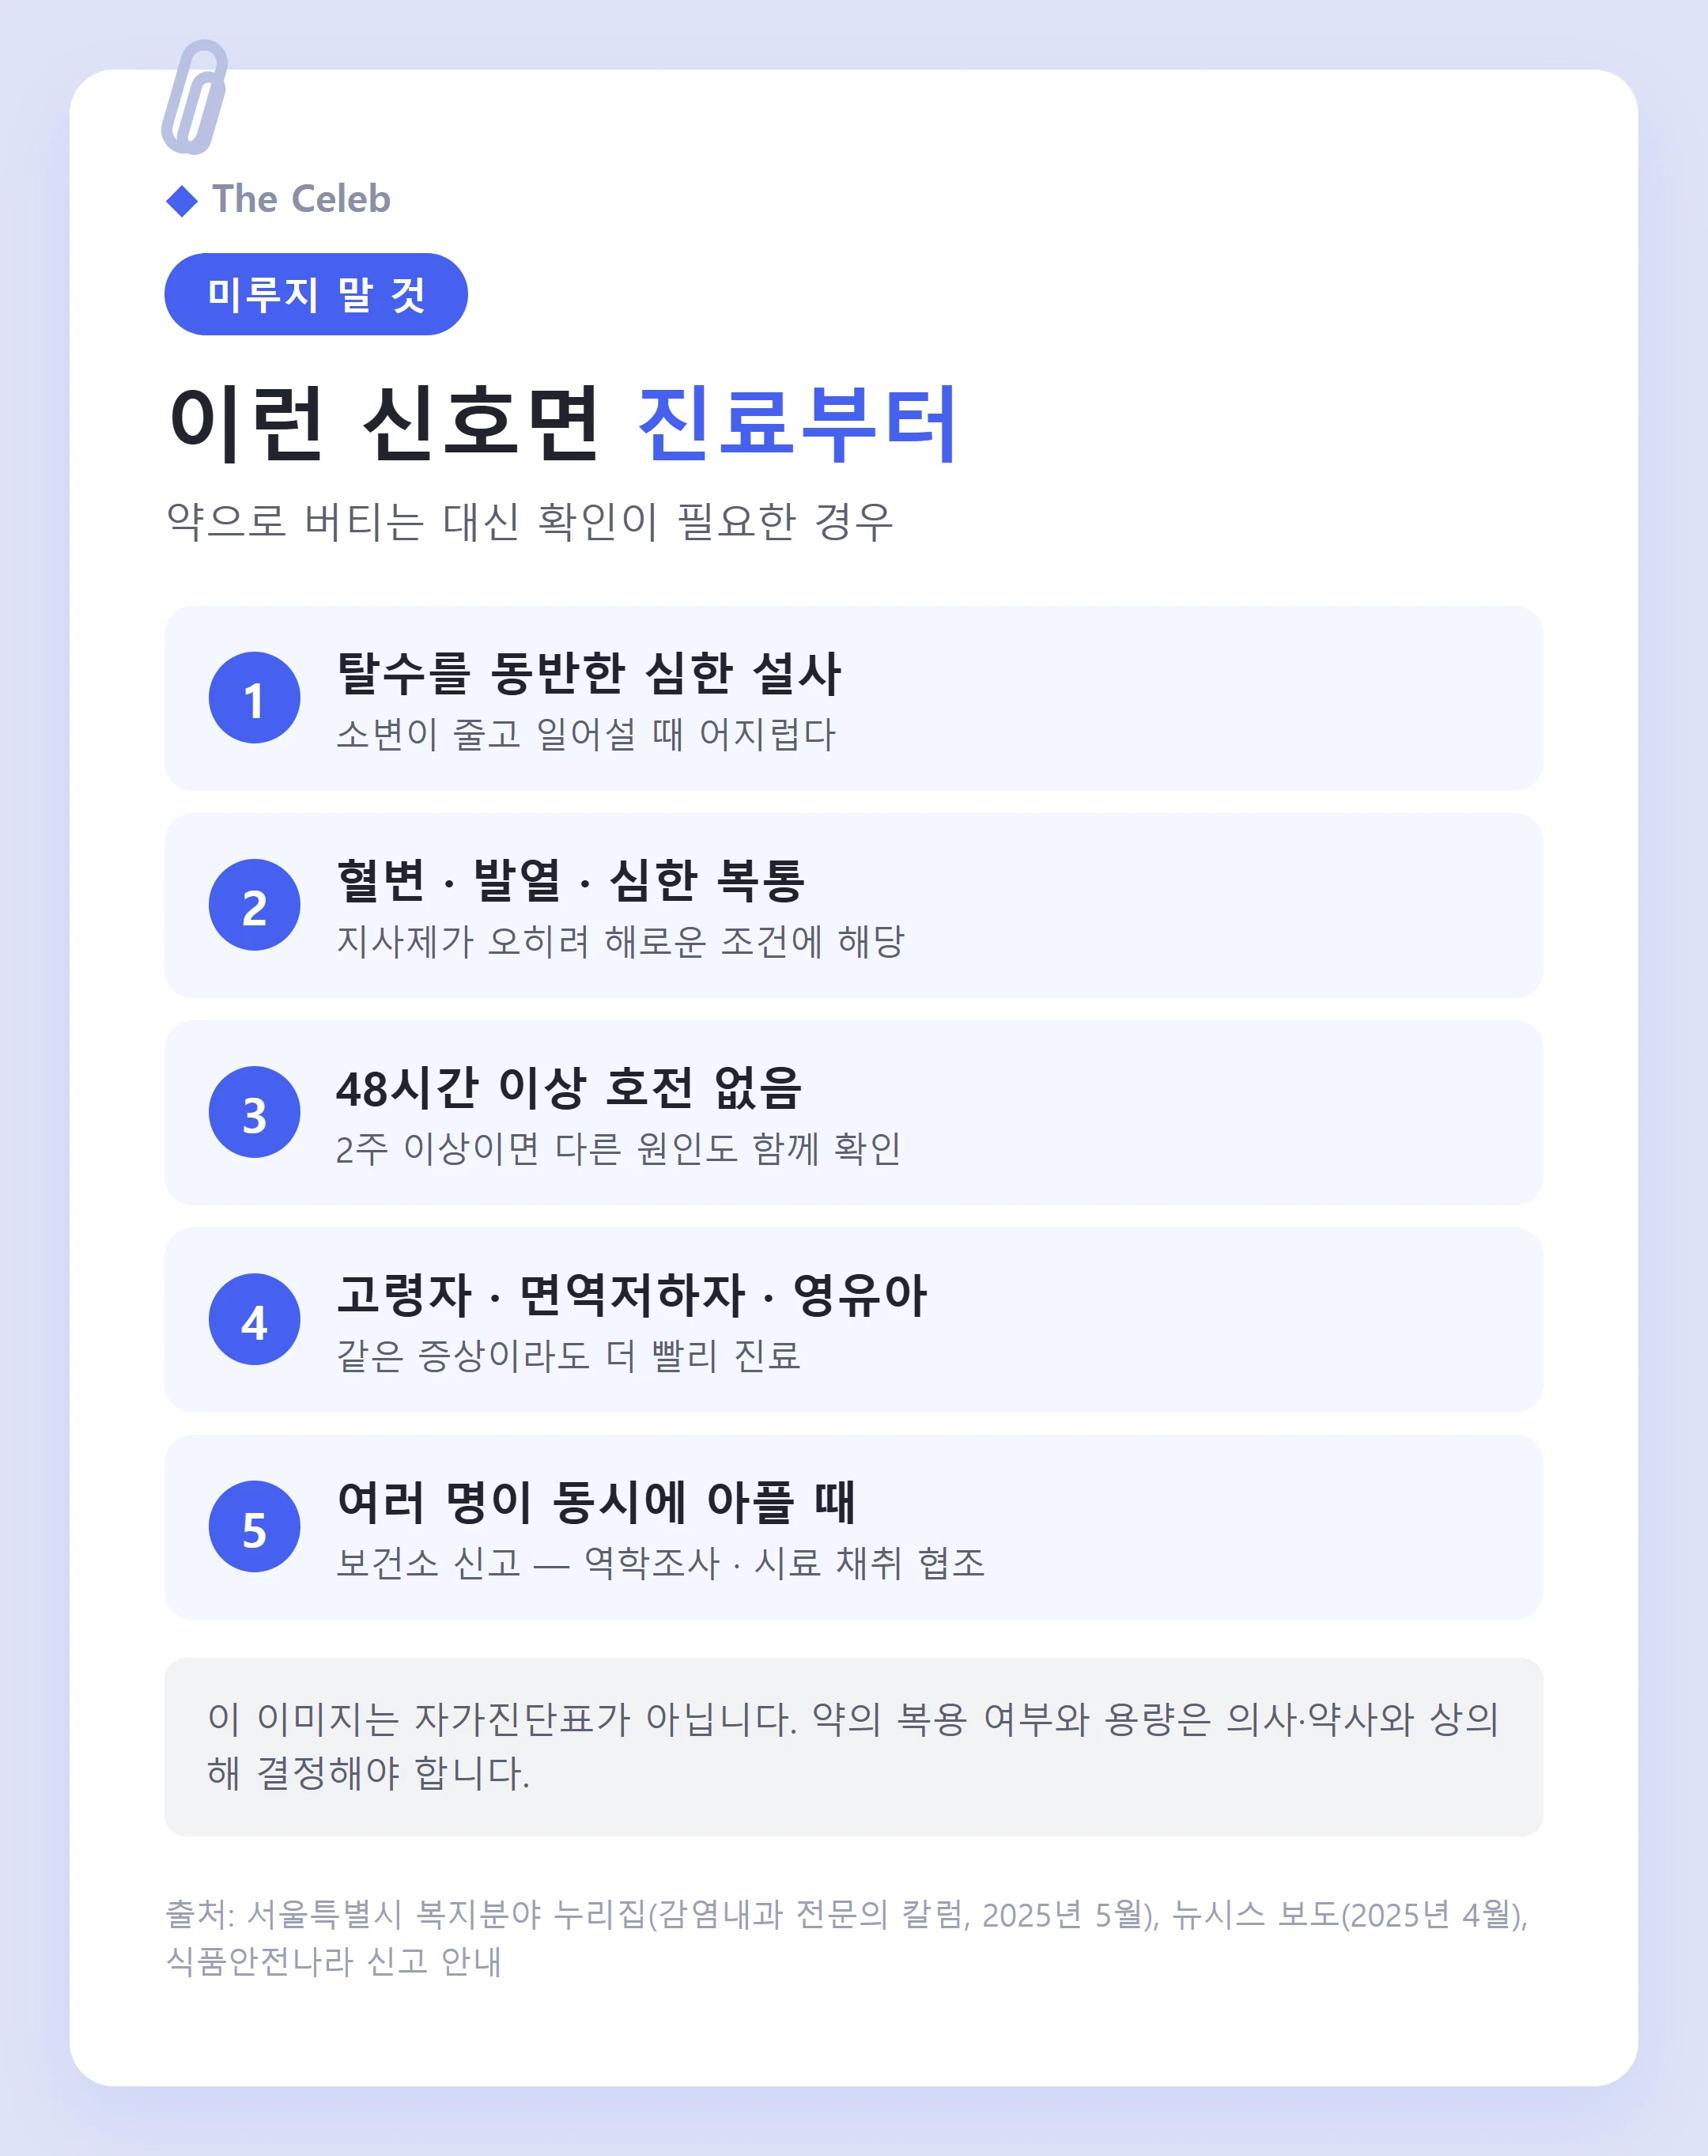 The Celeb
미루지 말 것
이런 신호면 진료부터
약으로 버티는 대신 확인이 필요한 경우
1
탈수를 동반한 심한 설사
소변이 줄고 일어설 때 어지럽다
2
혈변 · 발열 · 심한 복통
지사제가 오히려 해로운 조건에 해당
3
48시간 이상 호전 없음
2주 이상이면 다른 원인도 함께 확인
4
고령자 · 면역저하자 · 영유아
같은 증상이라도 더 빨리 진료
5
여러 명이 동시에 아플 때
보건소 신고 — 역학조사 · 시료 채취 협조
이 이미지는 자가진단표가 아닙니다. 약의 복용 여부와 용량은 의사·약사와 상의
해 결정해야 합니다.
출처: 서울특별시 복지분야 누리집(감염내과 전문의 칼럼, 2025년 5월), 뉴시스 보도(2025년 4월),
식품안전나라 신고 안내